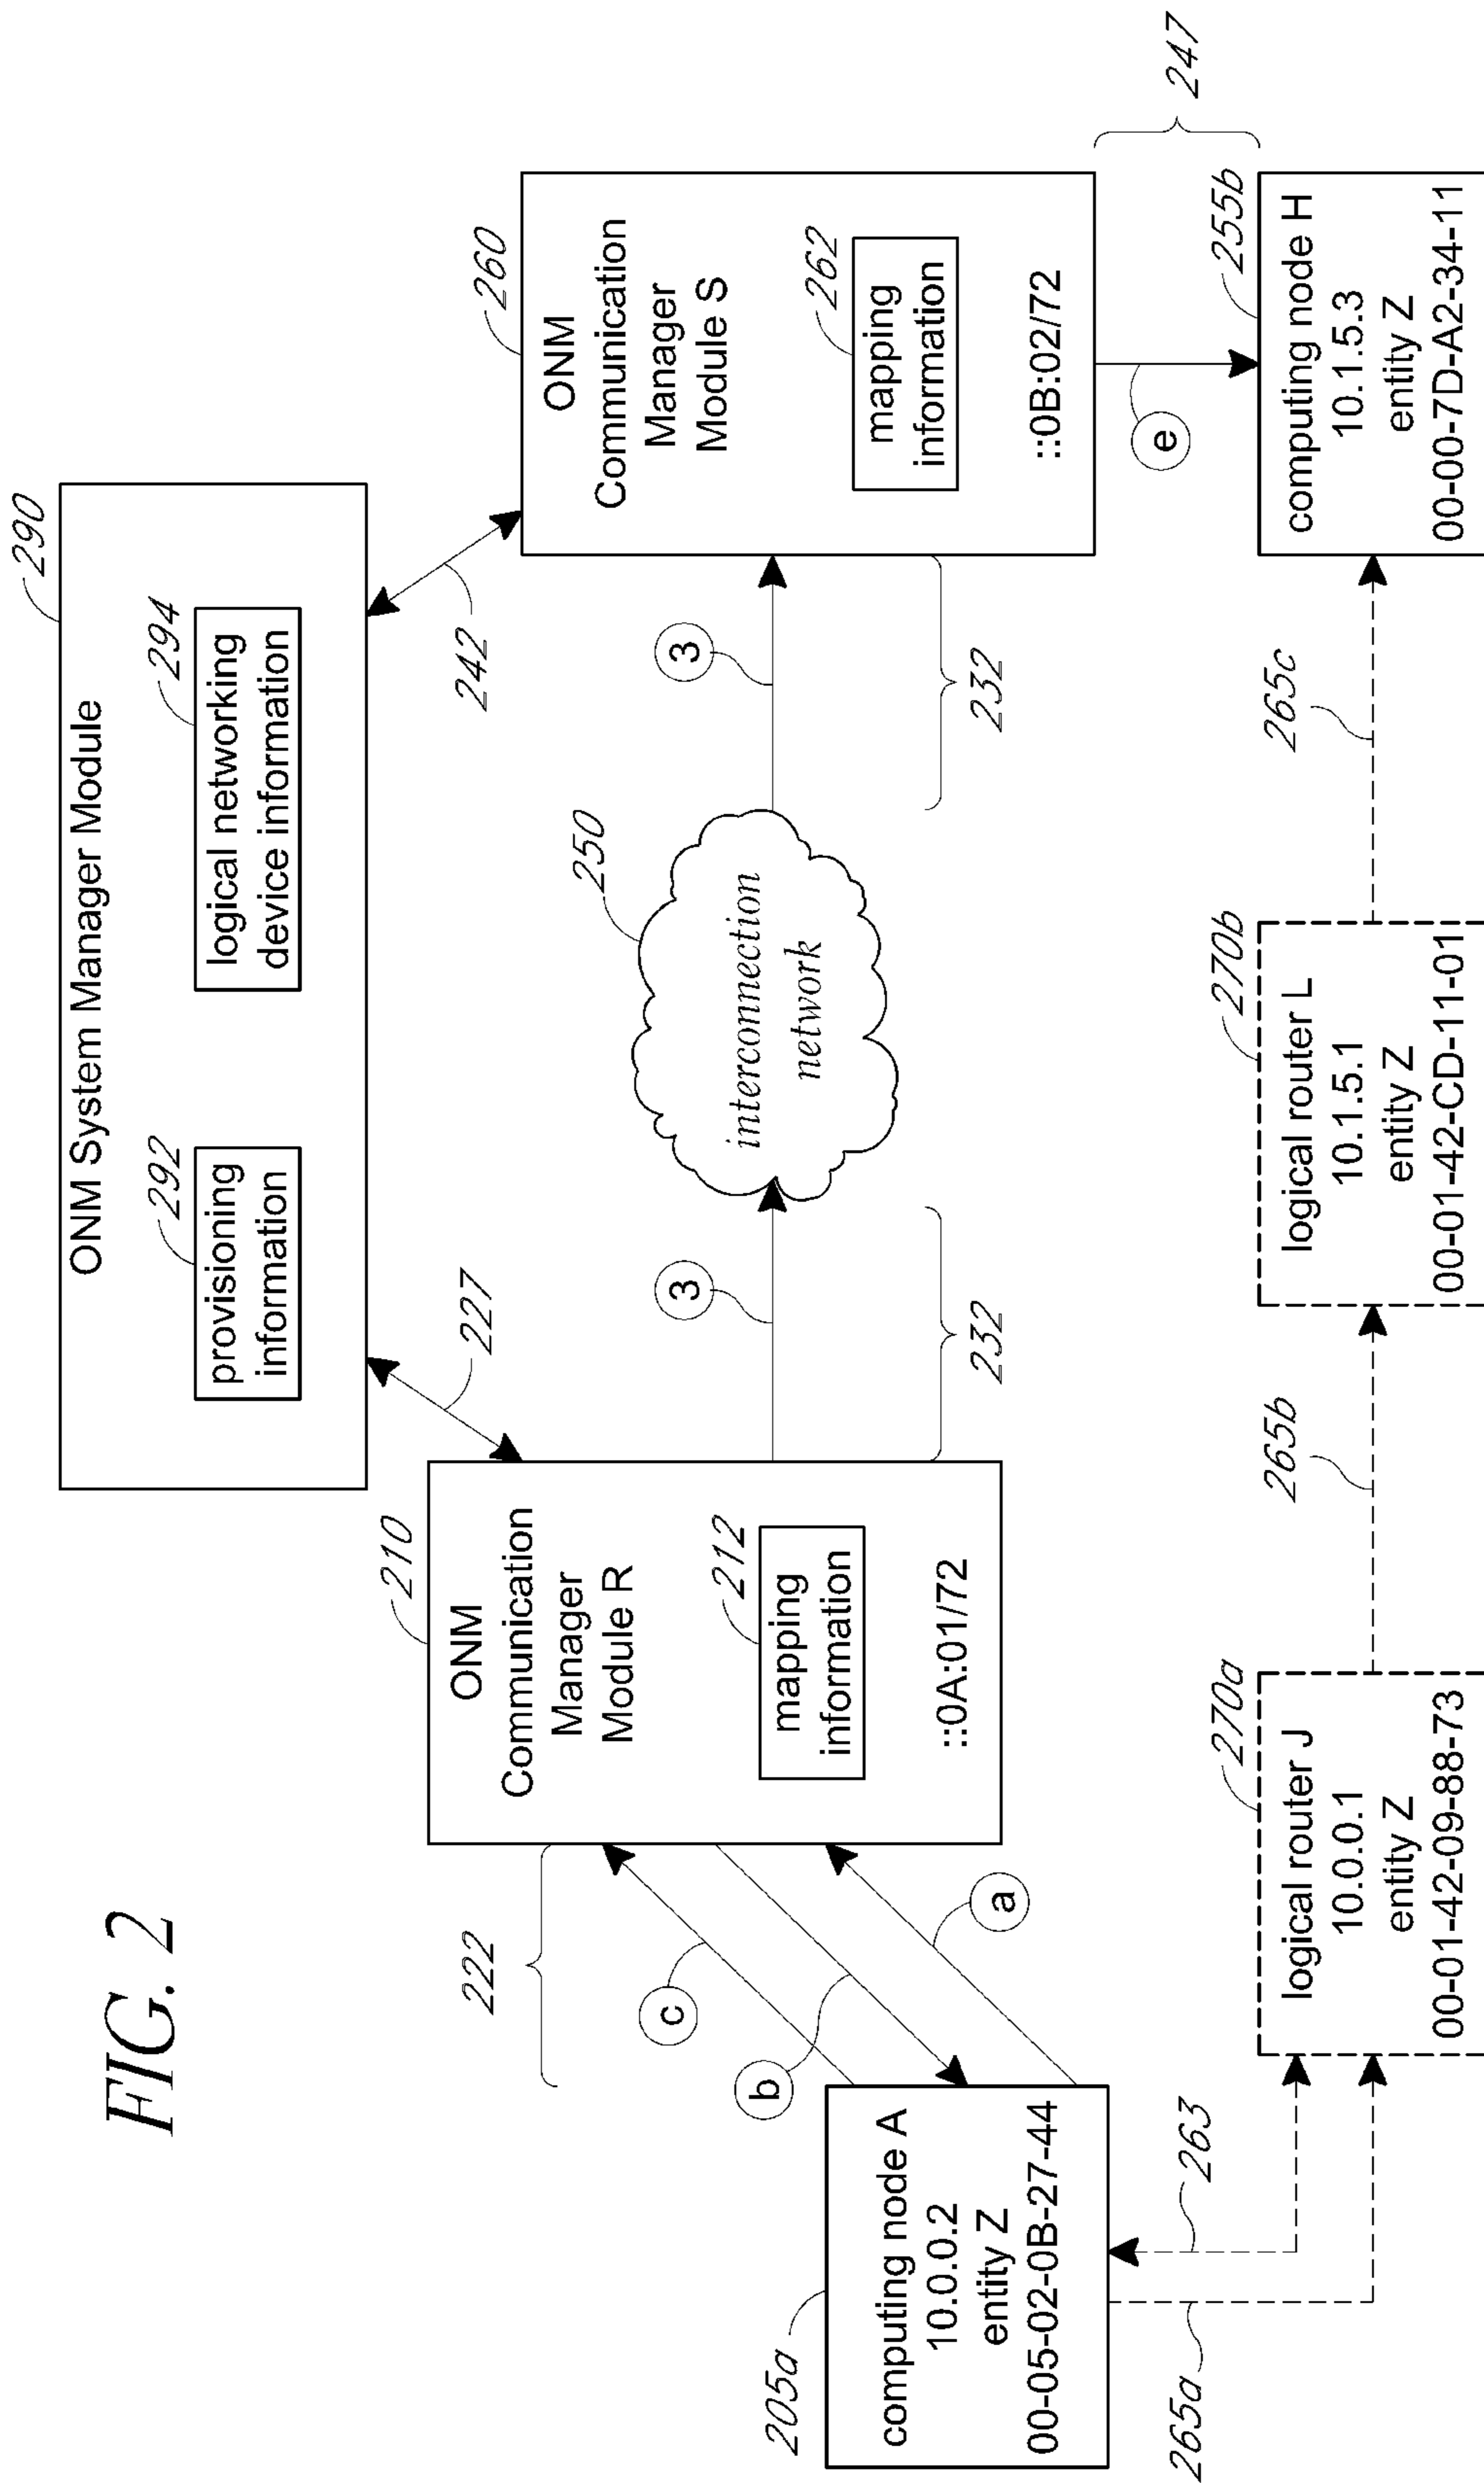 FIG. 2
ONM System Manager Module
290
292
provisioning
information
294
logical networking
device information
227
242
210
ONM
Communication
Manager
Module R
212
mapping
information
::0A:01/72
222
c
b
a
3
232
250
interconnection
network
3
232
260
ONM
Communication
Manager
Module S
262
mapping
information
::0B:02/72
e
247
205a
computing node A
10.0.0.2
entity Z
00-05-02-0B-27-44
263
265a
270a
logical router J
10.0.0.1
entity Z
00-01-42-09-88-73
265b
270b
logical router L
10.1.5.1
entity Z
00-01-42-CD-11-01
265c
255b
computing node H
10.1.5.3
entity Z
00-00-7D-A2-34-11